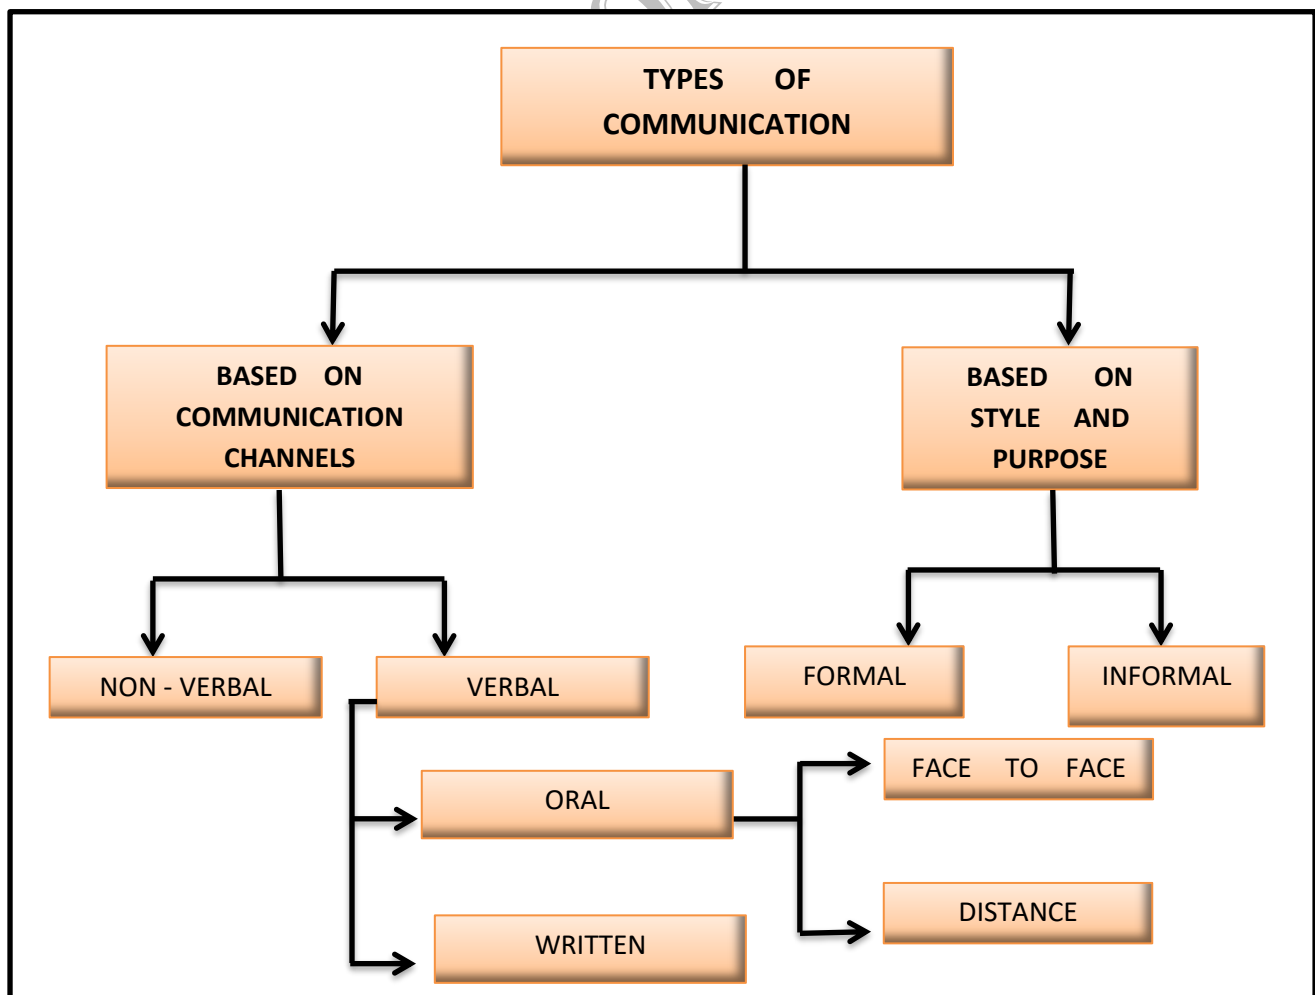 TYPES OF
COMMUNICATION
BASED ON
COMMUNICATION
CHANNELS
BASED ON
STYLE AND
PURPOSE
NON - VERBAL
VERBAL
FORMAL
INFORMAL
ORAL
FACE TO FACE
WRITTEN
DISTANCE